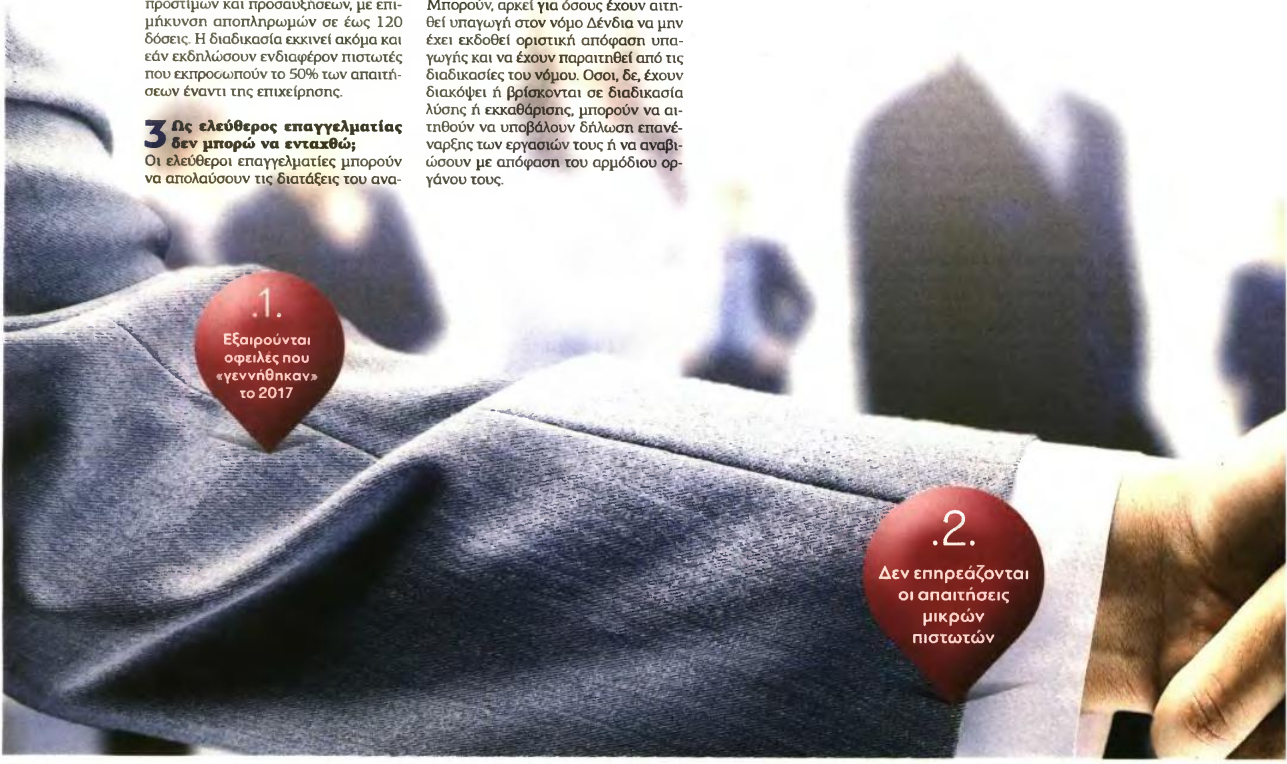 προστίμων και προσαυξήσεων, με επι-
μήκυνση αποπληρωμών σε έως 120
δόσεις. Η διαδικασία εκκινεί ακόμα και
εάν εκδηλώσουν ενδιαφέρον πιστωτές
που εκπροσωπούν το 50% των απαιτή-
σεων έναντι της επιχείρησης.
3 Ως ελεύθερος επαγγελματίας
δεν μπορώ να ενταχθώ;
Οι ελεύθεροι επαγγελματίες μπορούν
να απολαύσουν τις διατάξεις του ανα-
Μπορούν, αρκεί για όσους έχουν αιτη-
θεί υπαγωγή στον νόμο Δένδια να μην
έχει εκδοθεί οριστική απόφαση υπα-
γωγής και να έχουν παραιτηθεί από τις
διαδικασίες του νόμου. Οσοι, δε, έχουν
διακόψει ή βρίσκονται σε διαδικασία
λύσης ή εκκαθάρισης, μπορούν να αι-
τηθούν να υποβάλουν δήλωση επανέ-
ναρξης των εργασιών τους ή να αναβι-
ώσουν με απόφαση του αρμόδιου ορ-
γάνου τους.
.1.
Εξαιρούνται
οφειλές που
«γεννήθηκαν»
το 2017
.2.
Δεν επηρεάζονται
οι απαιτήσεις
μικρών
πιστωτών